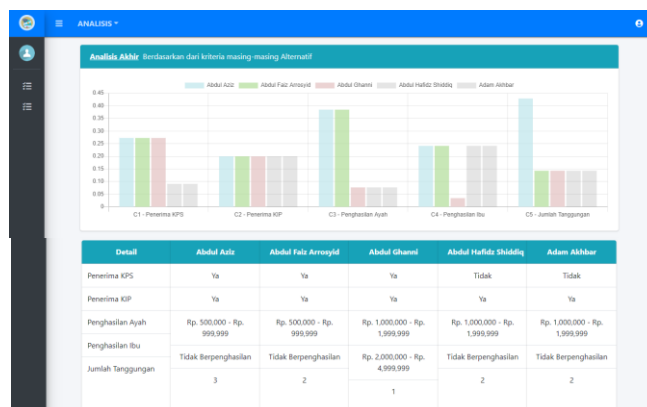 ANALISIS
Analisis Akhir Berdasarkan dari kriteria masing-masing Alternatif
Abdul Aziz Abdul Faiz Arrosyid Abdul Ghanni Abdul Hafidz Shiddiq Adam Akhbar
0.45
0.40
0.35
0.30
0.25
0.20
0.15
0.10
0.05
0
C1 - Penerima KPS C2 - Penerima KIP C3 - Penghasilan Ayah C4 - Penghasilan Ibu C5 - Jumlah Tanggungan
Detail Abdul Aziz Abdul Faiz Arrosyid Abdul Ghanni Abdul Hafidz Shiddiq Adam Akhbar
Penerima KPS Ya Ya Ya Tidak Tidak
Penerima KIP Ya Ya Ya Ya Ya
Penghasilan Ayah Rp. 500,000 - Rp. Rp. 500,000 - Rp. Rp. 1,000,000 - Rp. Rp. 1,000,000 - Rp. Rp. 1,000,000 - Rp.
999,999 999,999 1,999,999 1,999,999 1,999,999
Penghasilan Ibu
Tidak Berpenghasilan Tidak Berpenghasilan Rp. 2,000,000 - Rp. Tidak Berpenghasilan Tidak Berpenghasilan
4,999,999
Jumlah Tanggungan
3 2 2 2
1